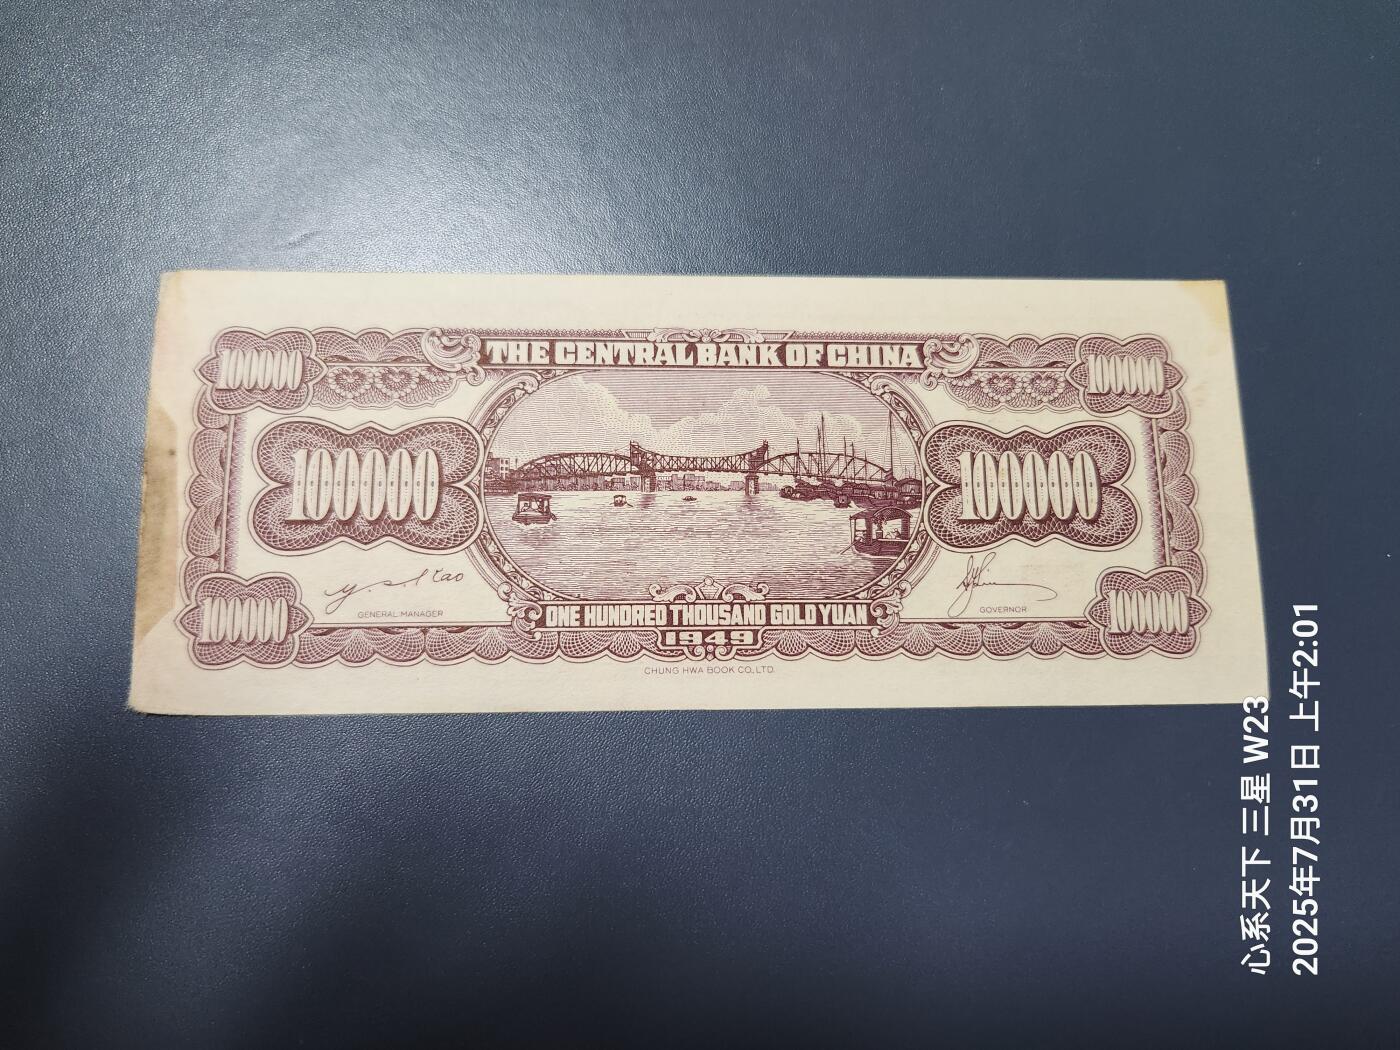 THE CENTRAL BANK OF CHINA
100000
100000
100000
100000
GENERAL MANAGER
GOVERNOR
100000
100000
ONE HUNDRED THOUSAND GOLD YUAN
1949
CHUNG HWA BOOK CO., LTD.
心系天下 三星 W23
2025年7月31日 上午2:01